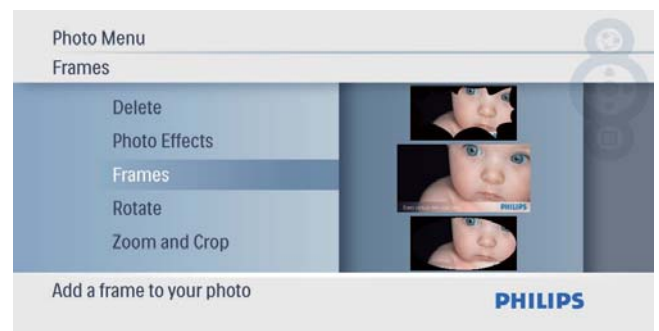 Photo Menu
Frames
Delete
Photo Effects
Frames
Rotate
Zoom and Crop
PHILIPS
Add a frame to your photo
PHILIPS